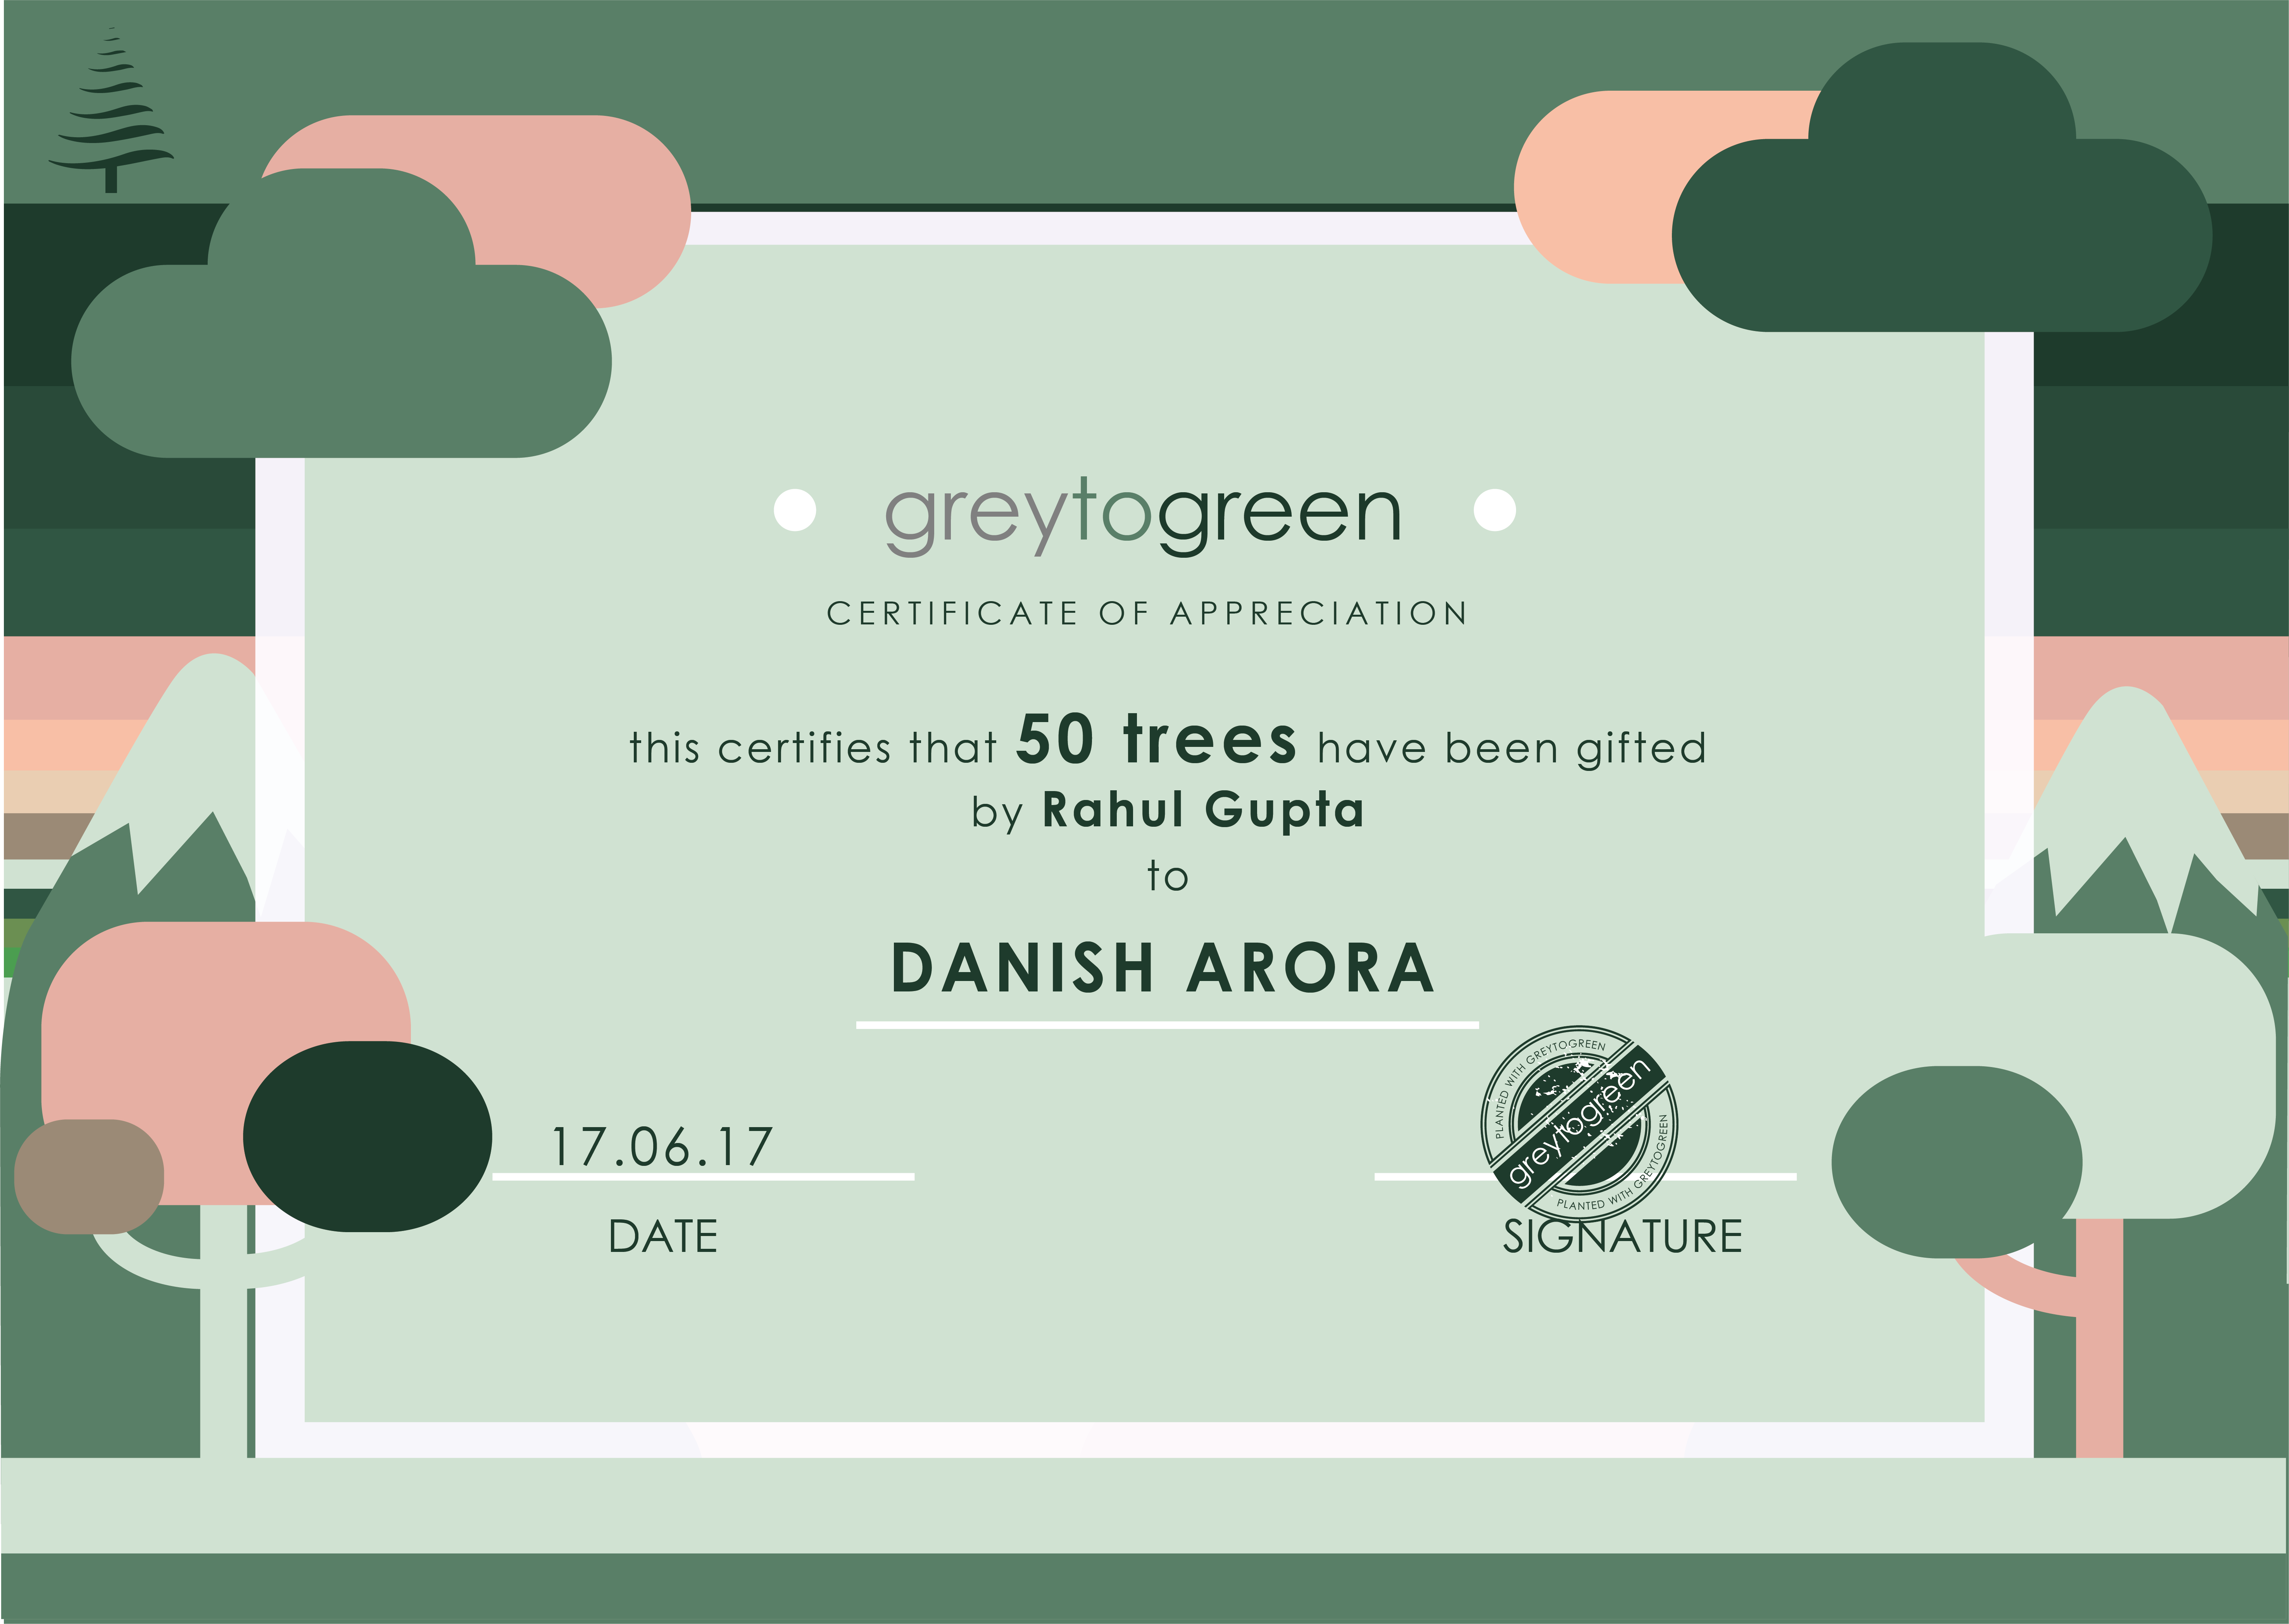 greytogreen
CERTIFICATE OF APPRECIATION
this certifies that 50 trees have been gifted
by Rahul Gupta
to
DANISH ARORA
PLANTED WITH GREYTOGREEN
greytogreen
PLANTED WITH GREYTOGREEN
17.06.17
DATE
SIGNATURE